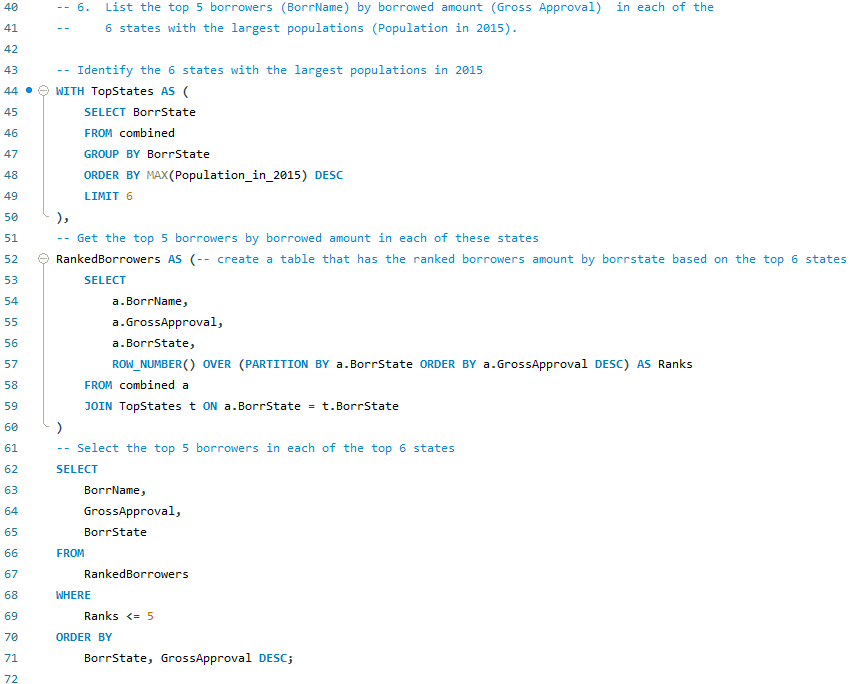 40 -- 6.  List the top 5 borrowers (BorrName) by borrowed amount (Gross Approval)  in each of the
41 --     6 states with the largest populations (Population in 2015).
42
43 -- Identify the 6 states with the largest populations in 2015
44 WITH TopStates AS (
45     SELECT BorrState
46     FROM combined
47     GROUP BY BorrState
48     ORDER BY MAX(Population_in_2015) DESC
49     LIMIT 6
50 ),
51 -- Get the top 5 borrowers by borrowed amount in each of these states
52 RankedBorrowers AS (-- create a table that has the ranked borrowers amount by borrstate based on the top 6 states
53     SELECT
54         a.BorrName,
55         a.GrossApproval,
56         a.BorrState,
57         ROW_NUMBER() OVER (PARTITION BY a.BorrState ORDER BY a.GrossApproval DESC) AS Ranks
58     FROM combined a
59     JOIN TopStates t ON a.BorrState = t.BorrState
60 )
61 -- Select the top 5 borrowers in each of the top 6 states
62 SELECT
63     BorrName,
64     GrossApproval,
65     BorrState
66 FROM
67     RankedBorrowers
68 WHERE
69     Ranks <= 5
70 ORDER BY
71     BorrState, GrossApproval DESC;
72